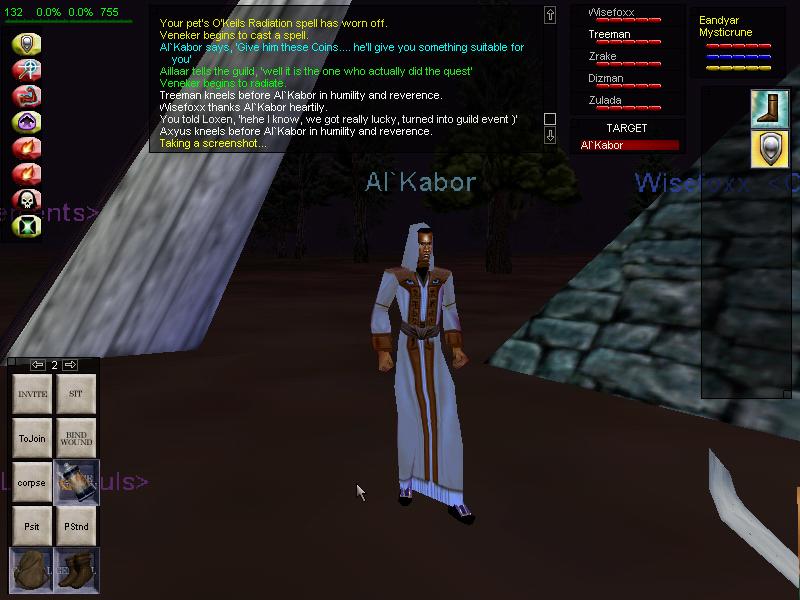 132 0.0% 0.0% 755
Your pet's O'Keils Radiation spell has worn off.
Veneker begins to cast a spell.
Al`Kabor says, 'Give him these Coins.... he'll give you something suitable for
you'
Aillaar tells the guild, 'well it is the one who actually did the quest'
Veneker begins to radiate.
Treeman kneels before Al`Kabor in humility and reverence.
Wisefoxx thanks Al`Kabor heartily.
You told Loxen, 'hehe I know, we got really lucky, turned into guild event )'
Axyus kneels before Al`Kabor in humility and reverence.
Taking a screenshot...
Wisefoxx
Treeman
Zrake
Dizman
Zulada
TARGET
Al`Kabor
Eandyar
Mysticrune
Al`Kabor
Wisefoxx <C
ents>
2
INVITE
SIT
ToJoin
BIND
WOUND
corpse
uls>
Psit
PStnd